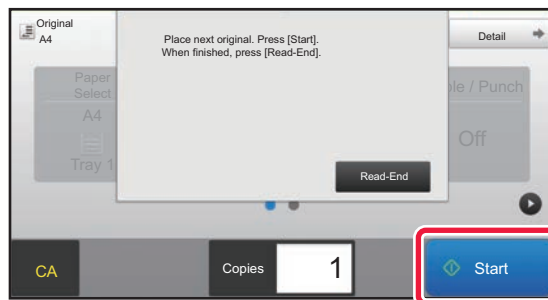 Original
A4
Place next original. Press [Start].
When finished, press [Read-End].
Detail
Paper
Select
A4
Tray 1
Read-End
Punch
Off
CA
Copies
1
Start